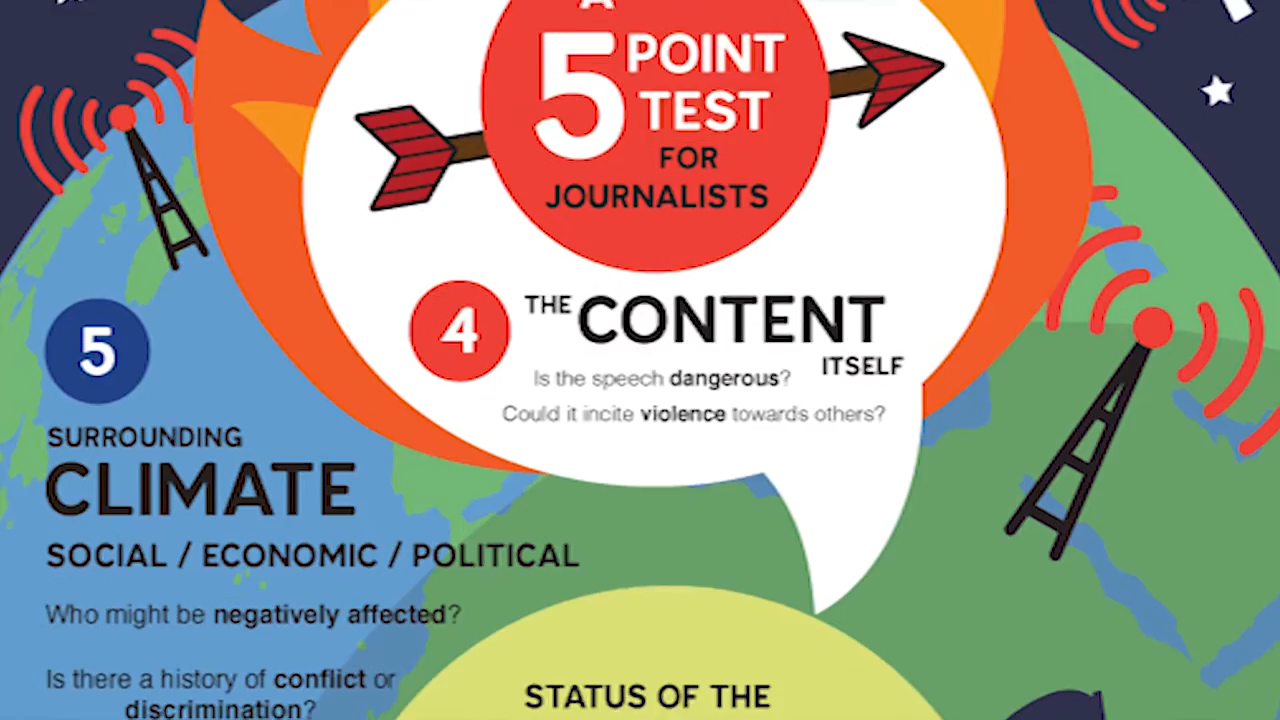 A
5 POINT
TEST
FOR
JOURNALISTS
4
THE CONTENT
ITSELF
Is the speech dangerous?
Could it incite violence towards others?
5
SURROUNDING
CLIMATE
SOCIAL / ECONOMIC / POLITICAL
Who might be negatively affected?
Is there a history of conflict or
discrimination?
STATUS OF THE